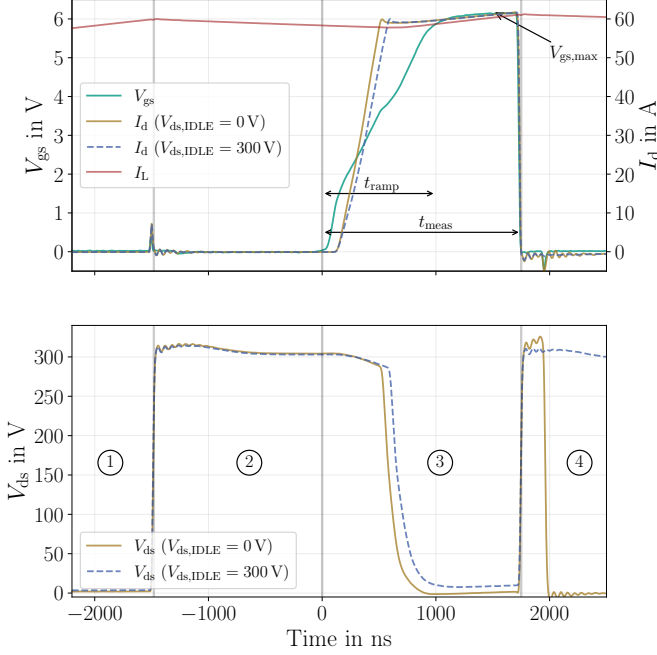 6
5
4
3
2
1
0
V_gs in V
60
50
40
30
20
10
0
I_d in A
V_gs,max
V_gs
I_d (V_ds,IDLE = 0 V)
I_d (V_ds,IDLE = 300 V)
I_L
t_ramp
t_meas
300
250
200
150
100
50
0
V_ds in V
1
2
3
4
V_ds (V_ds,IDLE = 0 V)
V_ds (V_ds,IDLE = 300 V)
−2000 −1000 0 1000 2000
Time in ns